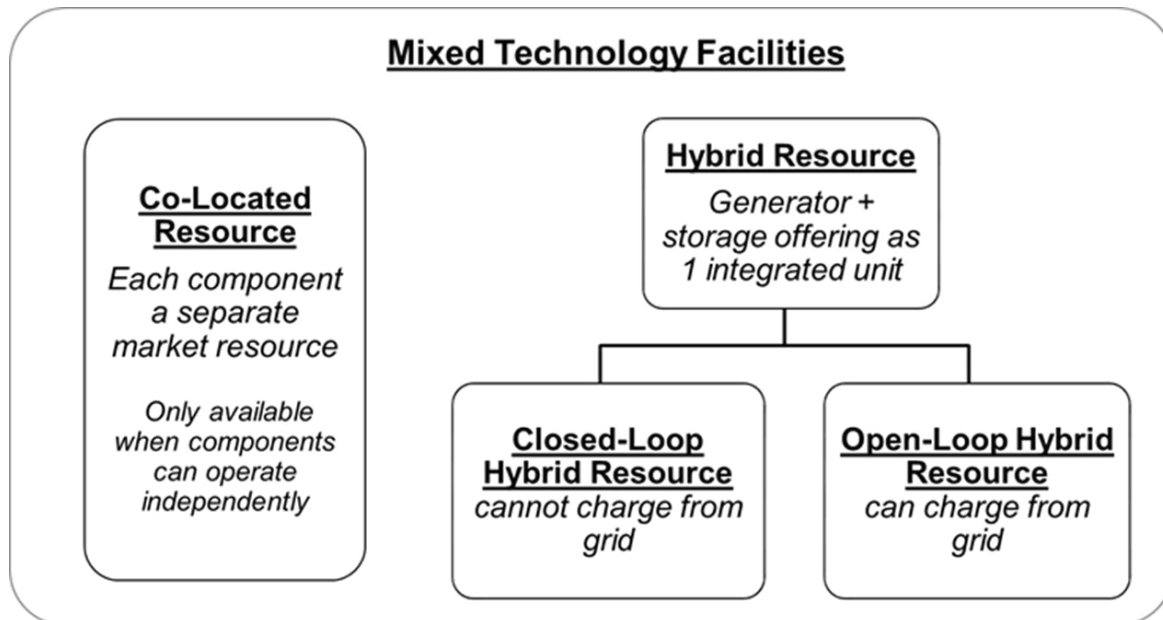 Mixed Technology Facilities
Co-Located
Resource
Each component
a separate
market resource
Only available
when components
can operate
independently
Hybrid Resource
Generator +
storage offering as
1 integrated unit
Closed-Loop
Hybrid Resource
cannot charge from
grid
Open-Loop Hybrid
Resource
can charge from
grid